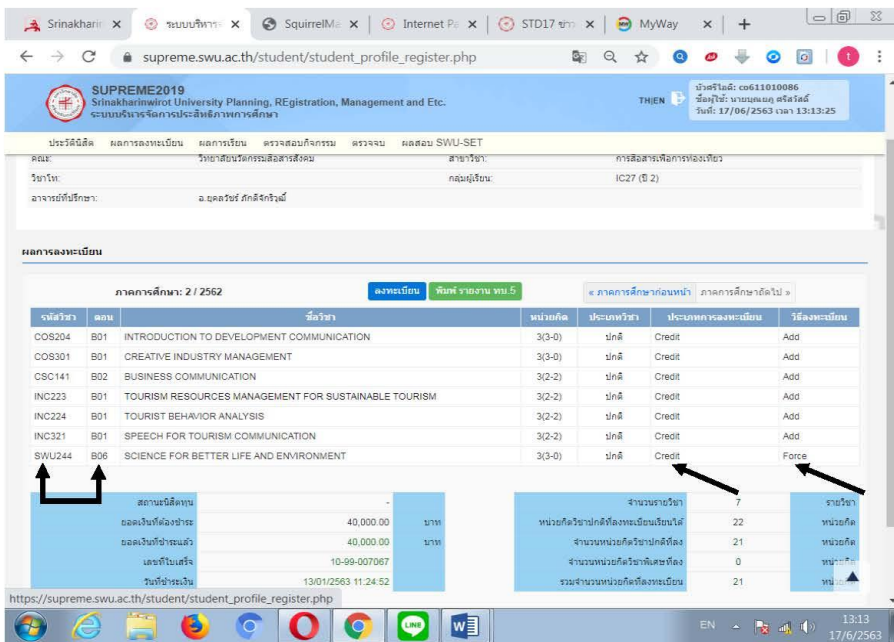 Srinakharin
ระบบบริหาร
SquirrelMa
Internet Pa
STD17 ข่าว
MyWay
supreme.swu.ac.th/student/student_profile_register.php
SUPREME2019
Srinakharinwirot University Planning, REgistration, Management and Etc.
ระบบบริหารจัดการประสิทธิภาพการศึกษา
TH|EN
บัวศรีไอดี: co611010086
วันที่: 17/06/2563 เวลา 13:13:25
ประวัตินิสิต ผลการลงทะเบียน ผลการเรียน ตรวจสอบกิจกรรม ตรวจจบ ผลสอบ SWU-SET
คณะ: วิทยาลัยนวัตกรรมสื่อสารสังคม สาขาวิชา: การสื่อสารเพื่อการท่องเที่ยว
วิชาโท: กลุ่มผู้เรียน: IC27 (ปี 2)
อาจารย์ที่ปรึกษา:
ผลการลงทะเบียน
ภาคการศึกษา: 2 / 2562 ลงทะเบียน พิมพ์ รายงาน ทบ.5 « ภาคการศึกษาก่อนหน้า ภาคการศึกษาถัดไป »
รหัสวิชา ตอน ชื่อวิชา หน่วยกิต ประเภทวิชา ประเภทการลงทะเบียน วิธีลงทะเบียน
COS204 B01 INTRODUCTION TO DEVELOPMENT COMMUNICATION 3(3-0) ปกติ Credit Add
COS301 B01 CREATIVE INDUSTRY MANAGEMENT 3(3-0) ปกติ Credit Add
CSC141 B02 BUSINESS COMMUNICATION 3(2-2) ปกติ Credit Add
INC223 B01 TOURISM RESOURCES MANAGEMENT FOR SUSTAINABLE TOURISM 3(2-2) ปกติ Credit Add
INC224 B01 TOURIST BEHAVIOR ANALYSIS 3(2-2) ปกติ Credit Add
INC321 B01 SPEECH FOR TOURISM COMMUNICATION 3(2-2) ปกติ Credit Add
SWU244 B06 SCIENCE FOR BETTER LIFE AND ENVIRONMENT 3(3-0) ปกติ Credit Force
สถานะนิสิตทุน - จำนวนรายวิชา 7 รายวิชา
ยอดเงินที่ต้องชำระ 40,000.00 บาท หน่วยกิตวิชาปกติที่ลงทะเบียนเรียนได้ 22 หน่วยกิต
ยอดเงินที่ชำระแล้ว 40,000.00 บาท จำนวนหน่วยกิตวิชาปกติที่ลง 21 หน่วยกิต
เลขที่ใบเสร็จ 10-99-007067 จำนวนหน่วยกิตวิชาพิเศษที่ลง 0 หน่วยกิต
วันที่ชำระเงิน 13/01/2563 11:24:52 รวมจำนวนหน่วยกิตที่ลงทะเบียน 21
https://supreme.swu.ac.th/student/student_profile_register.php
LINE
EN
13:13
17/6/2563